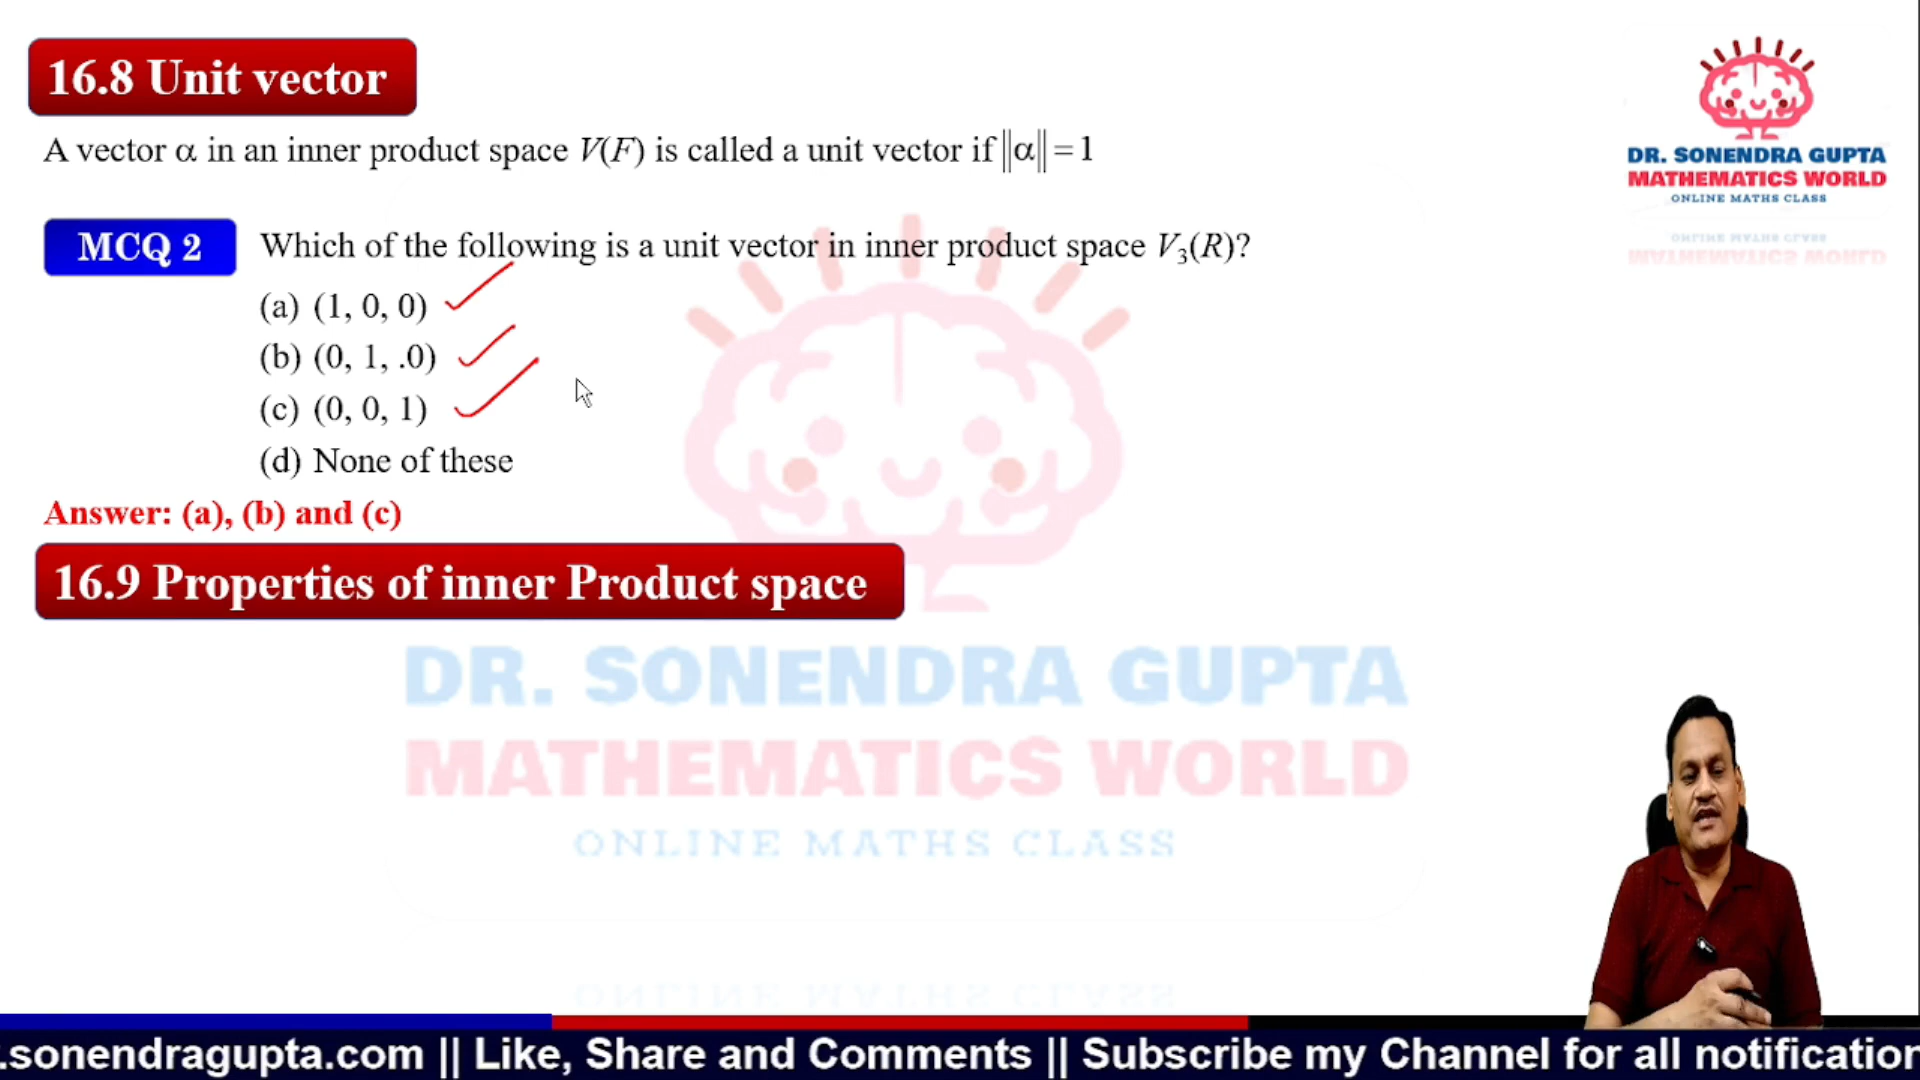 16.8 Unit vector
A vector α in an inner product space V(F) is called a unit vector if ||α|| = 1
DR. SONENDRA GUPTA
MATHEMATICS WORLD
ONLINE MATHS CLASS
MCQ 2 Which of the following is a unit vector in inner product space V₃(R)?
(a) (1, 0, 0)
(b) (0, 1, .0)
(c) (0, 0, 1)
(d) None of these
Answer: (a), (b) and (c)
16.9 Properties of inner Product space
DR. SONENDRA GUPTA
MATHEMATICS WORLD
ONLINE MATHS CLASS
.sonendragupta.com || Like, Share and Comments || Subscribe my Channel for all notification